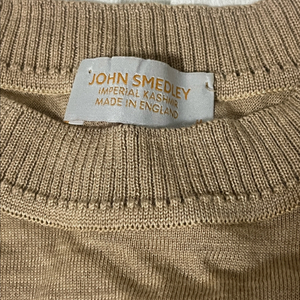 JOHN SMEDLEY
IMPERIAL KASHMIR
MADE IN ENGLAND